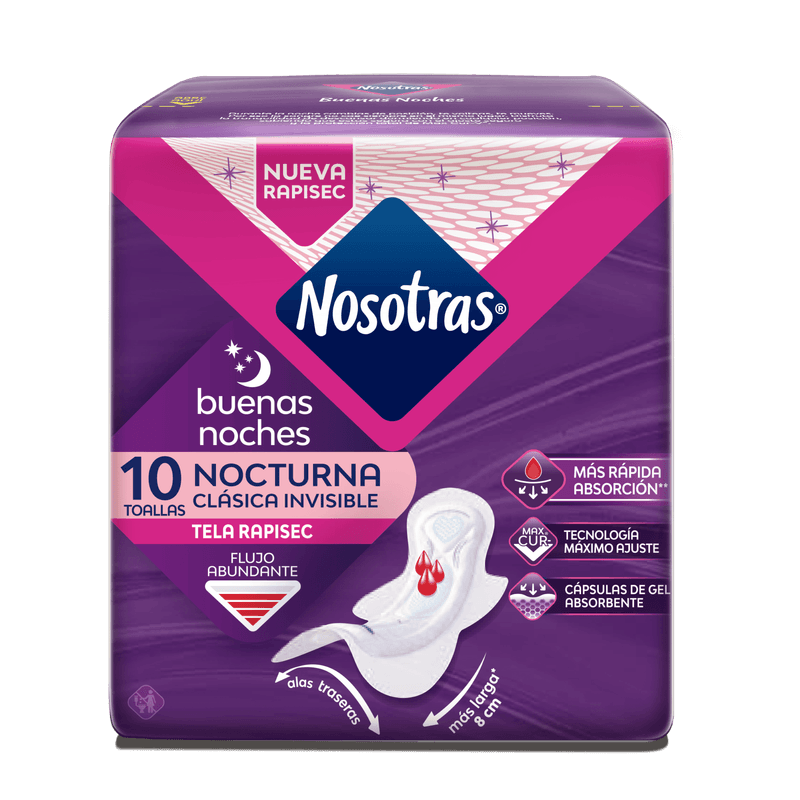 Nosotras
Buenas Noches
NUEVA
RAPISEC
Nosotras®
buenas
noches
10
TOALLAS
NOCTURNA
CLÁSICA INVISIBLE
TELA RAPISEC
FLUJO
ABUNDANTE
MÁS RÁPIDA
ABSORCIÓN**
MAX
CUR-
TECNOLOGÍA
MÁXIMO AJUSTE
CÁPSULAS DE GEL
ABSORBENTE
alas traseras
más larga*
8 cm